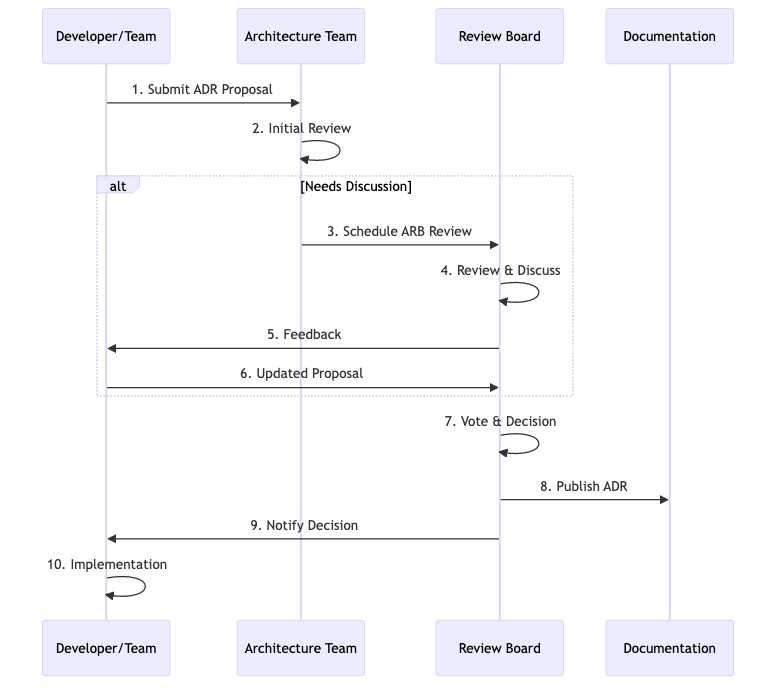 Developer/Team
Architecture Team
Review Board
Documentation
1. Submit ADR Proposal
2. Initial Review
alt
[Needs Discussion]
3. Schedule ARB Review
4. Review & Discuss
5. Feedback
6. Updated Proposal
7. Vote & Decision
8. Publish ADR
9. Notify Decision
10. Implementation
Developer/Team
Architecture Team
Review Board
Documentation